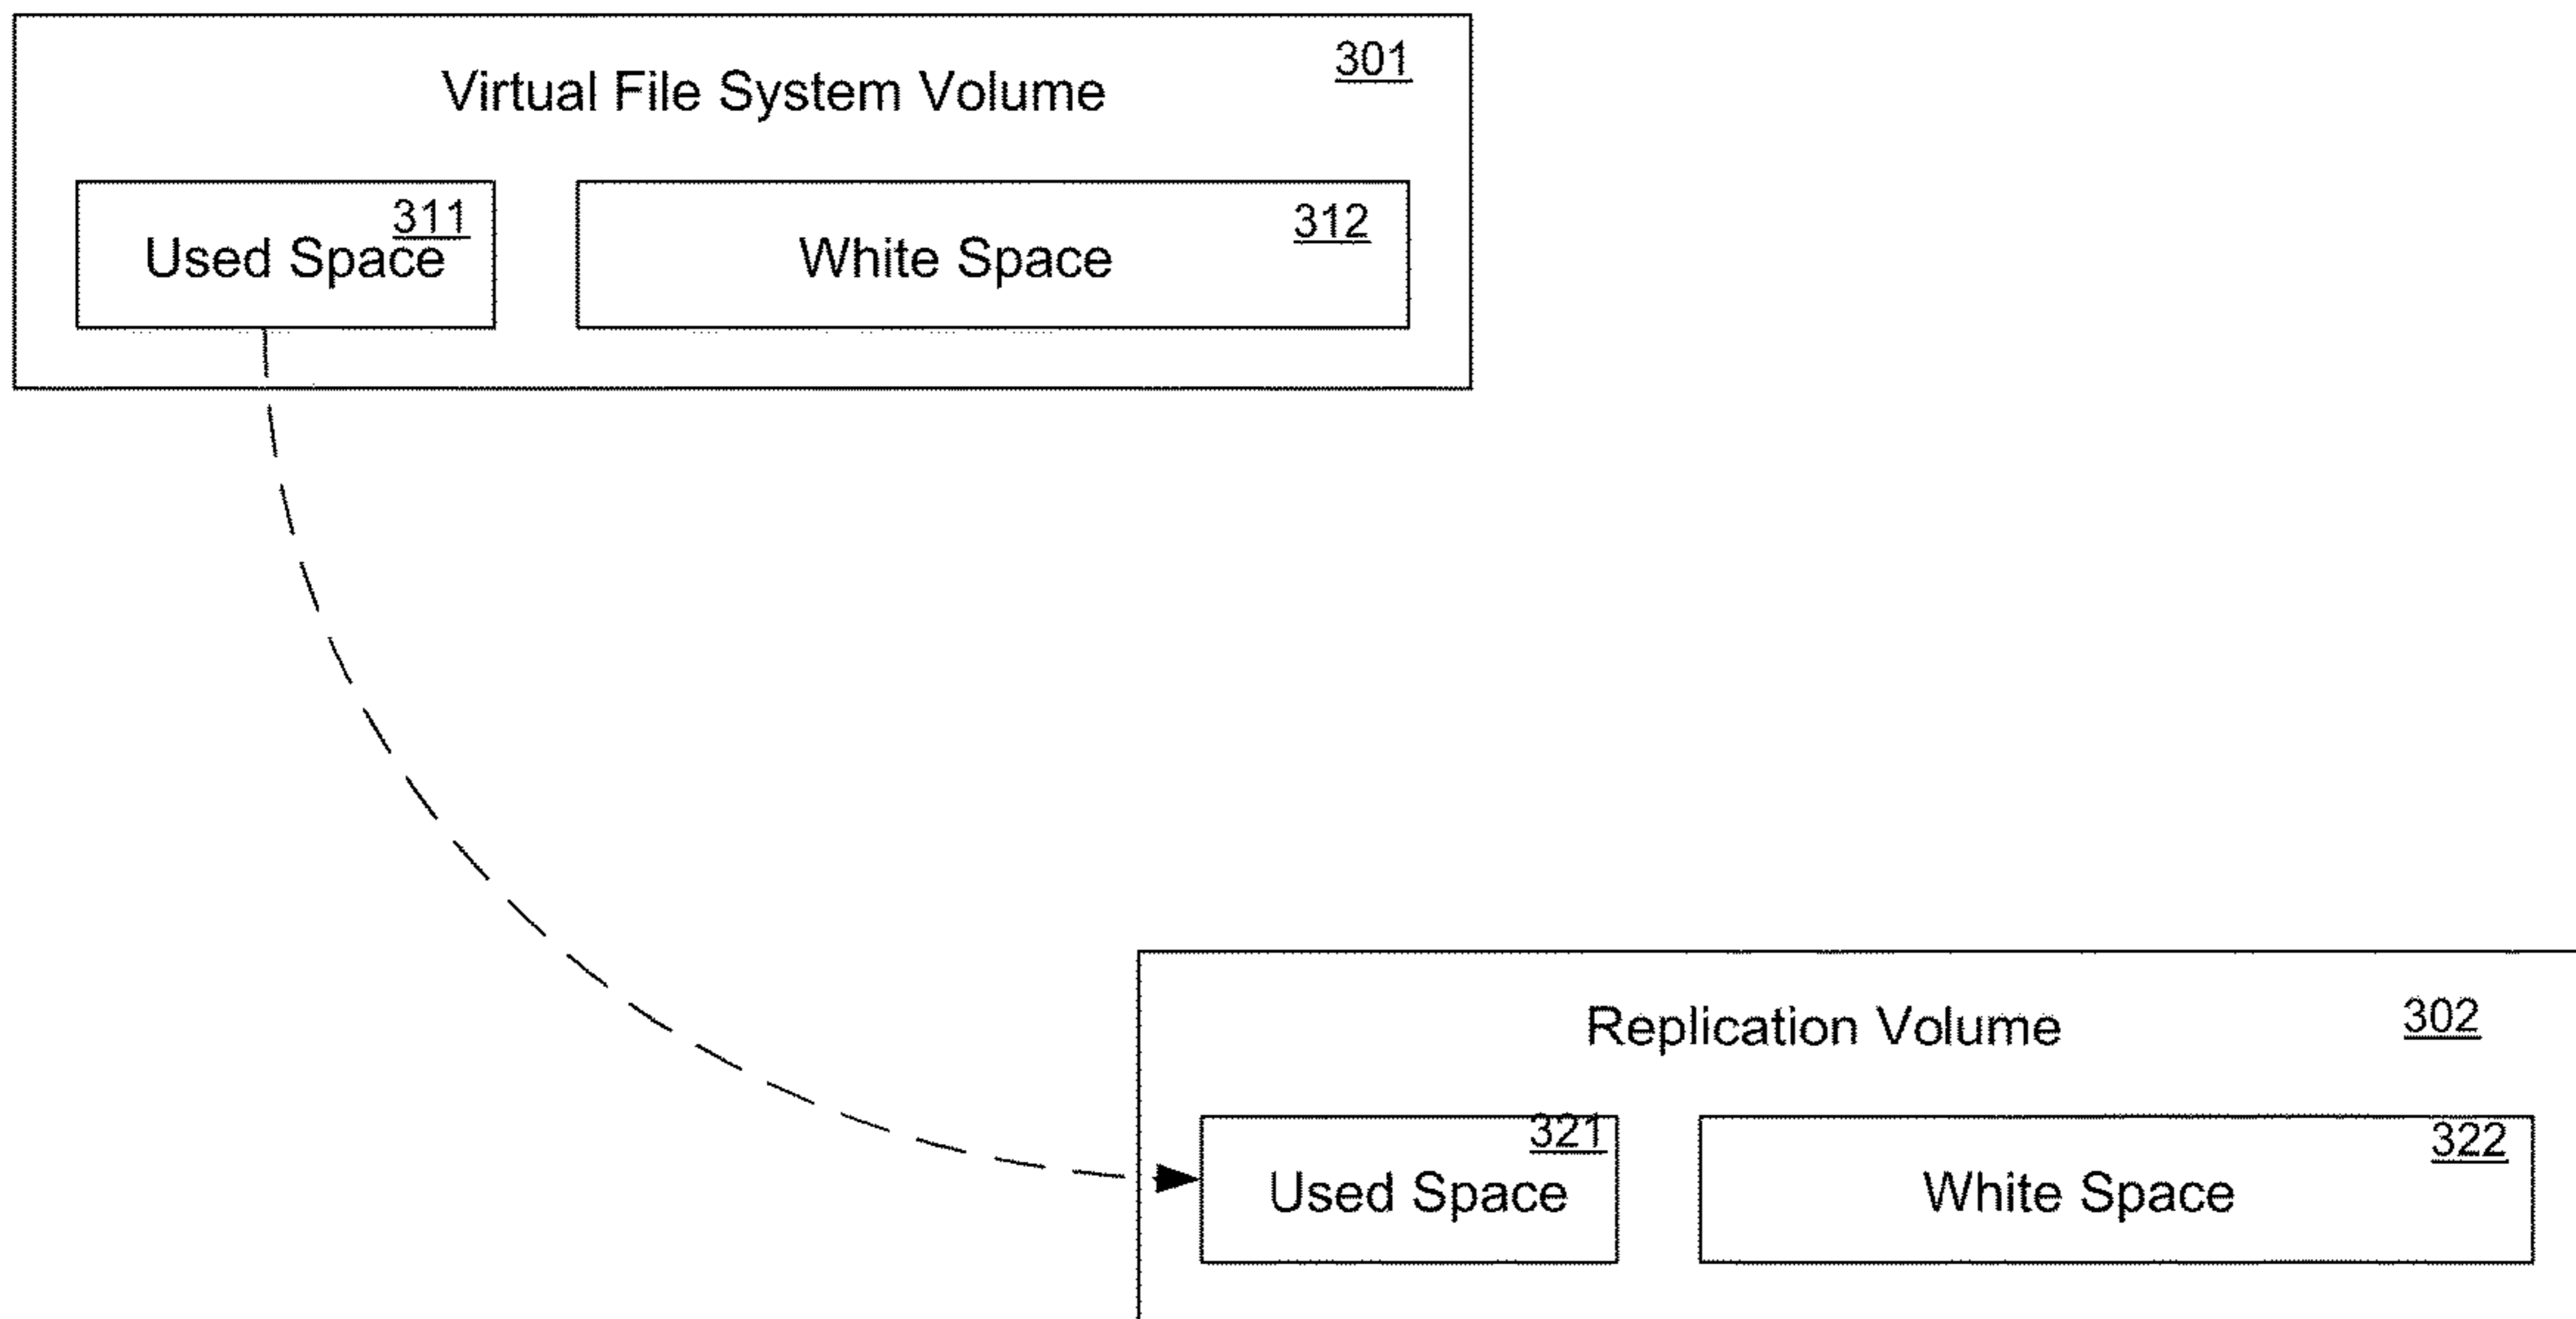 301
Virtual File System Volume
311
Used Space
312
White Space
302
Replication Volume
321
Used Space
322
White Space